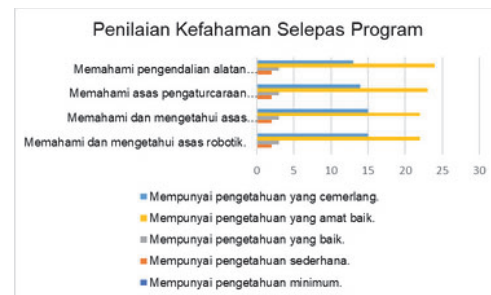 Penilaian Kefahaman Selepas Program
Memahami pengendalian alatan...
Memahami asas pengaturcaraan...
Memahami dan mengetahui asas...
Memahami dan mengetahui asas robotik.
0 5 10 15 20 25 30
Mempunyai pengetahuan yang cemerlang.
Mempunyai pengetahuan yang amat baik.
Mempunyai pengetahuan yang baik.
Mempunyai pengetahuan sederhana.
Mempunyai pengetahuan minimum.